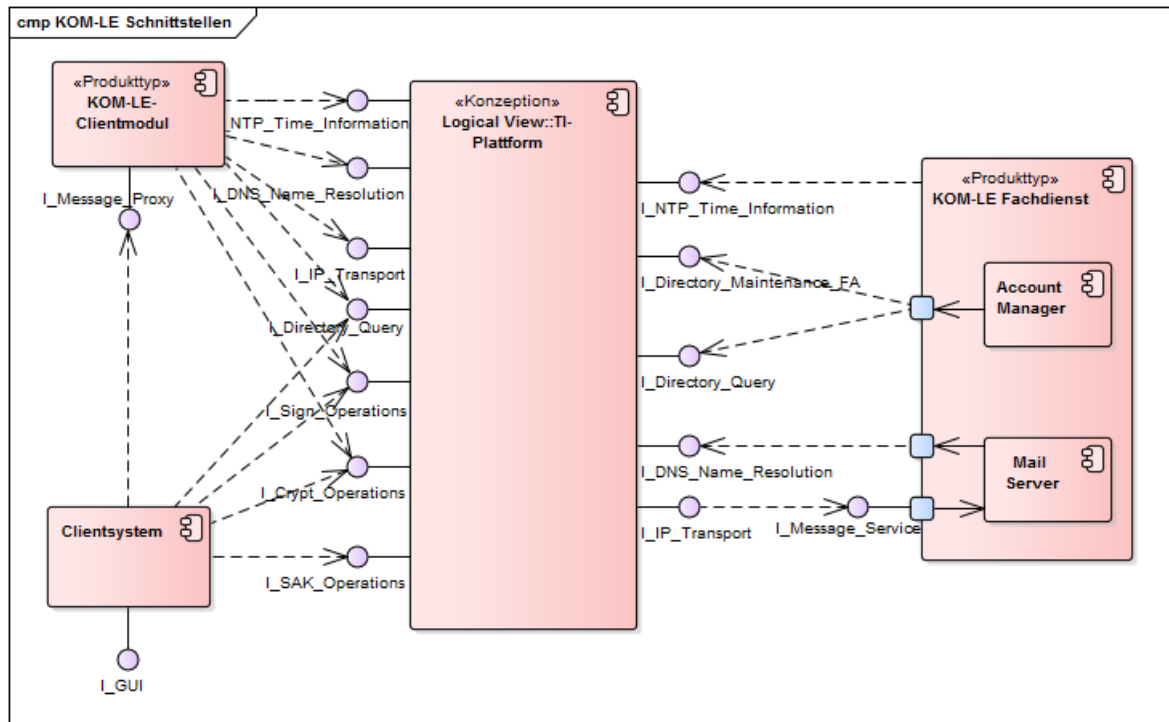 cmp KOM-LE Schnittstellen
«Produkttyp»
KOM-LE-
Clientmodul
I_Message_Proxy
Clientsystem
I_GUI
_NTP_Time_Information
I_DNS_Name_Resolution
I_IP_Transport
I_Directory_Query
I_Sign_Operations
I_Crypt_Operations
I_SAK_Operations
«Konzeption»
Logical View::TI-
Plattform
I_NTP_Time_Information
I_Directory_Maintenance_FA
I_Directory_Query
I_DNS_Name_Resolution
I_IP_Transport
I_Message_Service
«Produkttyp»
KOM-LE Fachdienst
Account
Manager
Mail
Server